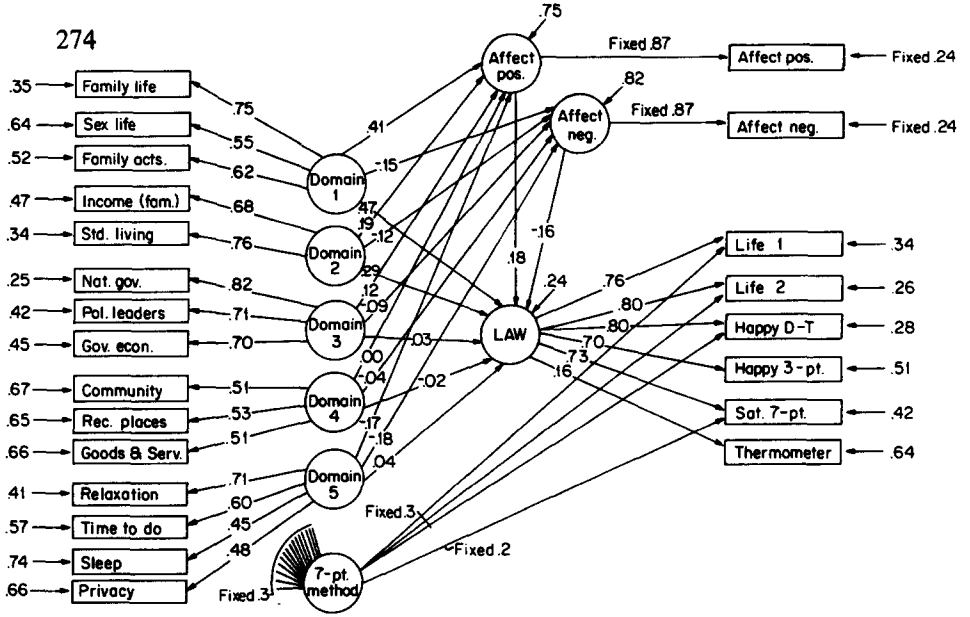 274
.75
Affect pos.
Fixed .87
Affect pos.
Fixed .24
.82
Affect neg.
Fixed .87
Affect neg.
Fixed .24
.35
Family life
.75
.64
Sex life
.55
.52
Family acts.
.62
Domain 1
.41
-.15
.47
.47
Income (fam.)
.68
.34
Std. living
.76
Domain 2
.19
-.12
.29
.25
Nat. gov.
.82
.42
Pol. leaders
.71
.45
Gov. econ.
.70
Domain 3
.12
-.09
.03
.67
Community
.51
.65
Rec. places
.53
.66
Goods & Serv.
.51
Domain 4
.00
-.04
-.02
.41
Relaxation
.71
.57
Time to do
.60
.74
Sleep
.45
.66
Privacy
.48
Domain 5
-.17
-.18
.04
7-pt. method
Fixed .3
Fixed .3
Fixed .2
.18
-.16
.24
LAW
.76
Life 1
.34
.80
Life 2
.26
.80
Happy D-T
.28
.70
Happy 3-pt.
.51
.73
Sat. 7-pt.
.42
.16
Thermometer
.64